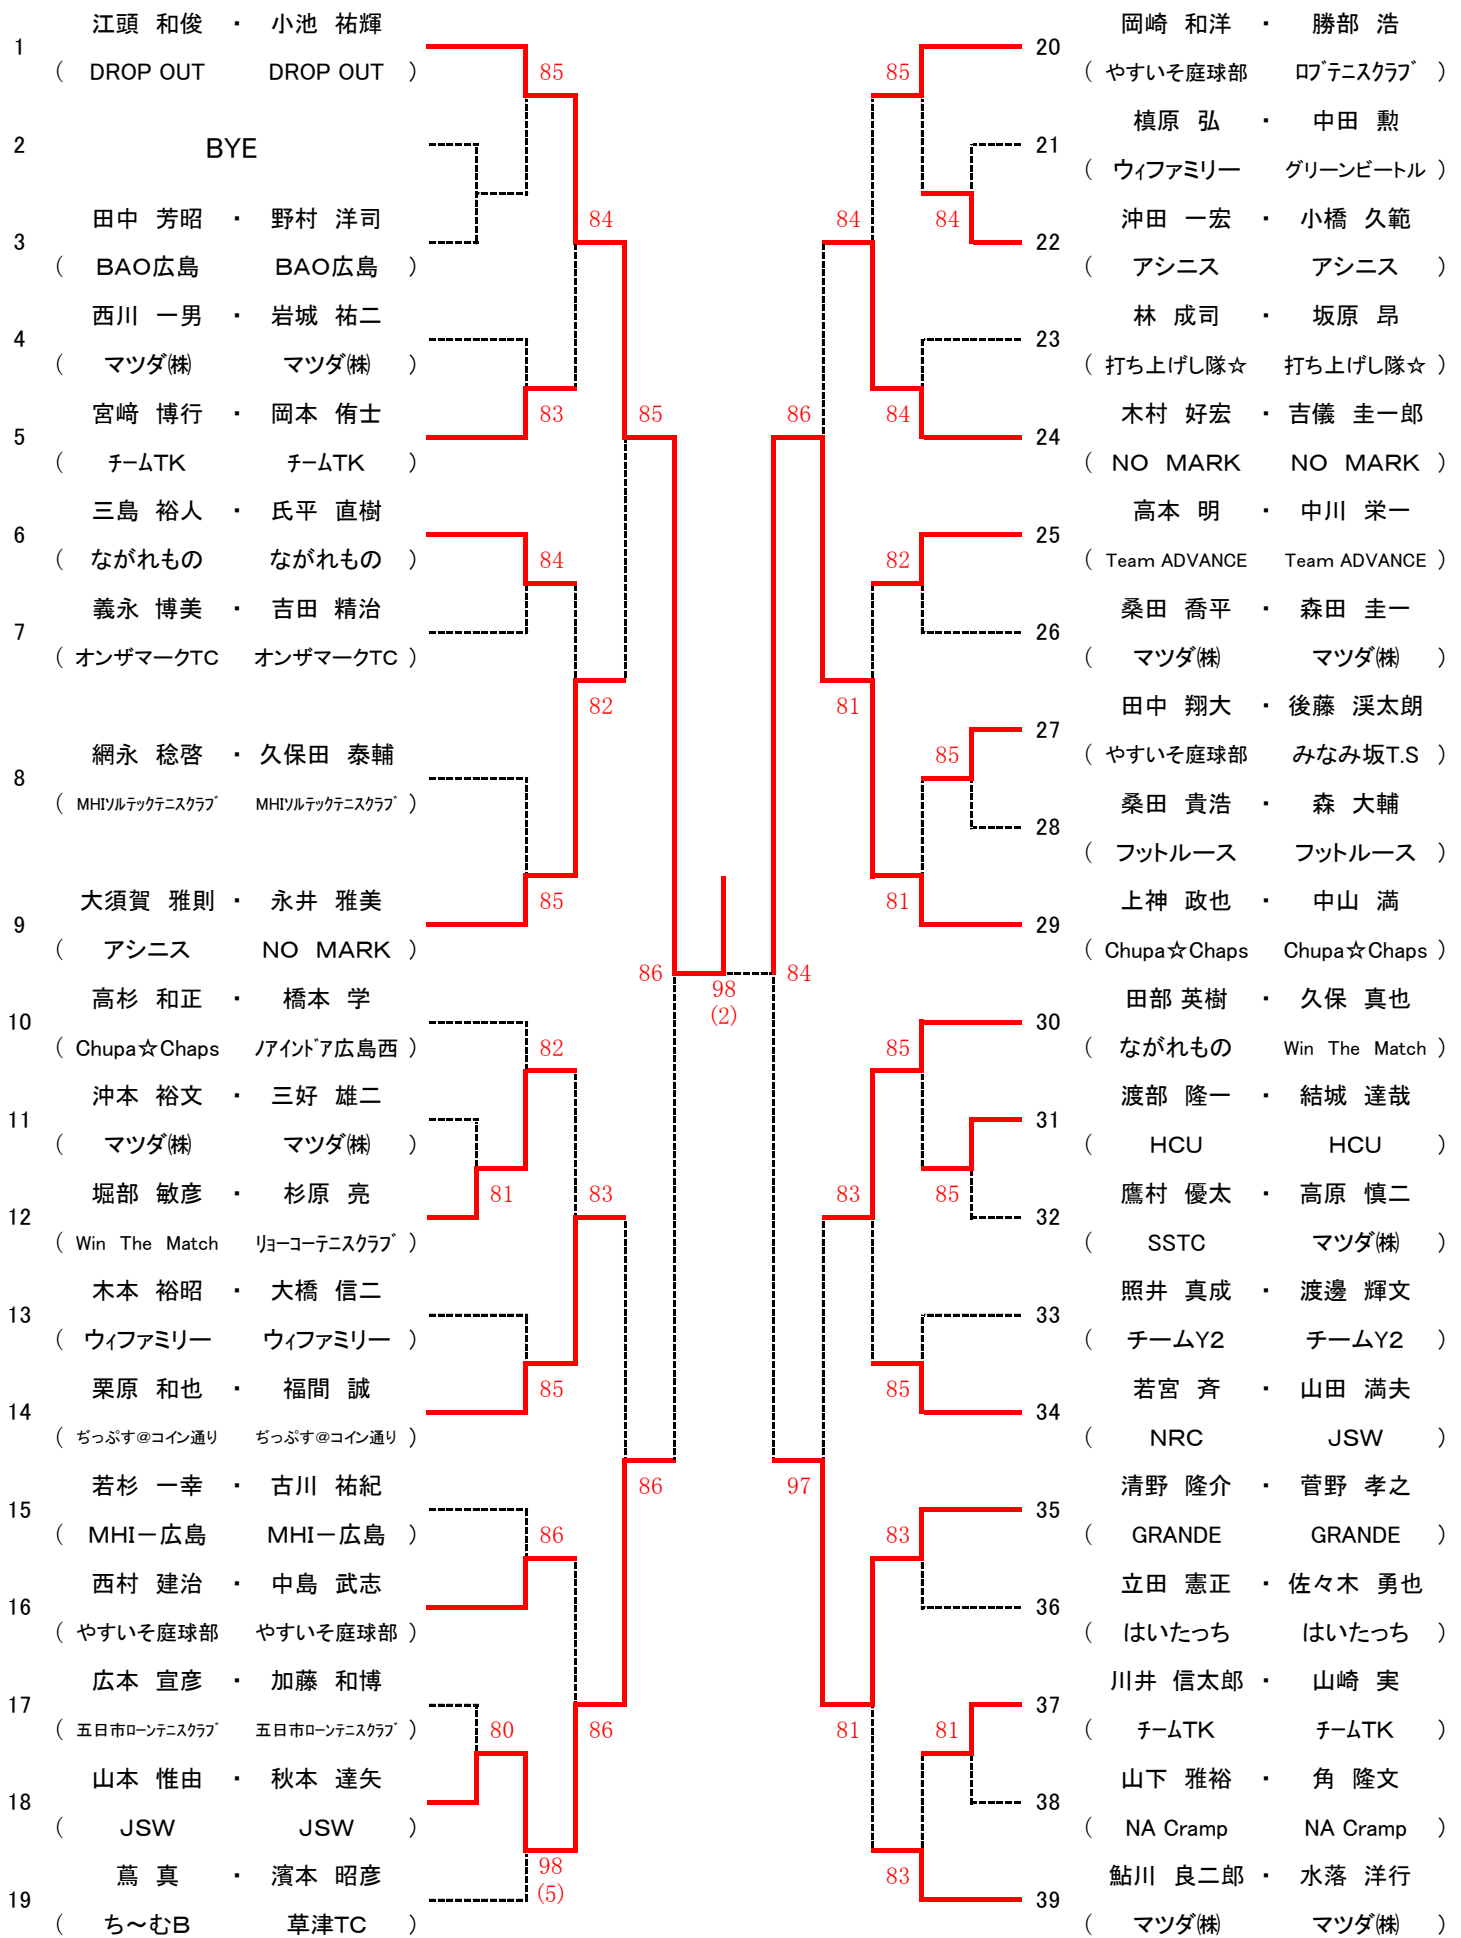 1 江頭 和俊 ・ 小池 祐輝
( DROP OUT DROP OUT )
2 BYE
3 田中 芳昭 ・ 野村 洋司
( BAO広島 BAO広島 )
4 西川 一男 ・ 岩城 祐二
( マツダ㈱ マツダ㈱ )
5 宮﨑 博行 ・ 岡本 侑士
( チームTK チームTK )
6 三島 裕人 ・ 氏平 直樹
( ながれもの ながれもの )
7 義永 博美 ・ 吉田 精治
( オンザマークTC オンザマークTC )
8 網永 稔啓 ・ 久保田 泰輔
( MHIソルテックテニスクラブ MHIソルテックテニスクラブ )
9 大須賀 雅則 ・ 永井 雅美
( アシニス NO MARK )
10 高杉 和正 ・ 橋本 学
( Chupa☆Chaps ノアインドア広島西 )
11 沖本 裕文 ・ 三好 雄二
( マツダ㈱ マツダ㈱ )
12 堀部 敏彦 ・ 杉原 亮
( Win The Match リョーコーテニスクラブ )
13 木本 裕昭 ・ 大橋 信二
( ウィファミリー ウィファミリー )
14 栗原 和也 ・ 福間 誠
( ぢっぷす@コイン通り ぢっぷす@コイン通り )
15 若杉 一幸 ・ 古川 祐紀
( MHI－広島 MHI－広島 )
16 西村 建治 ・ 中島 武志
( やすいそ庭球部 やすいそ庭球部 )
17 広本 宣彦 ・ 加藤 和博
( 五日市ローンテニスクラブ 五日市ローンテニスクラブ )
18 山本 惟由 ・ 秋本 達矢
( JSW JSW )
19 蔦 真 ・ 濱本 昭彦
( ち～むB 草津TC )
85
84
83
85
84
82
85
86
82
81
83
85
86
86
80
86
98
(5)
98
(2)
85
84
84
86
84
82
81
85
81
84
85
83
85
85
97
83
81
81
83
20 岡崎 和洋 ・ 勝部 浩
( やすいそ庭球部 ロブテニスクラブ )
21 槙原 弘 ・ 中田 勲
( ウィファミリー グリーンビートル )
22 沖田 一宏 ・ 小橋 久範
( アシニス アシニス )
23 林 成司 ・ 坂原 昂
( 打ち上げし隊☆ 打ち上げし隊☆ )
24 木村 好宏 ・ 吉儀 圭一郎
( NO MARK NO MARK )
25 高本 明 ・ 中川 栄一
( Team ADVANCE Team ADVANCE )
26 桑田 喬平 ・ 森田 圭一
( マツダ㈱ マツダ㈱ )
27 田中 翔大 ・ 後藤 渓太朗
( やすいそ庭球部 みなみ坂T.S )
28 桑田 貴浩 ・ 森 大輔
( フットルース フットルース )
29 上神 政也 ・ 中山 満
( Chupa☆Chaps Chupa☆Chaps )
30 田部 英樹 ・ 久保 真也
( ながれもの Win The Match )
31 渡部 隆一 ・ 結城 達哉
( HCU HCU )
32 鷹村 優太 ・ 高原 慎二
( SSTC マツダ㈱ )
33 照井 真成 ・ 渡邊 輝文
( チームY2 チームY2 )
34 若宮 斉 ・ 山田 満夫
( NRC JSW )
35 清野 隆介 ・ 菅野 孝之
( GRANDE GRANDE )
36 立田 憲正 ・ 佐々木 勇也
( はいたっち はいたっち )
37 川井 信太郎 ・ 山崎 実
( チームTK チームTK )
38 山下 雅裕 ・ 角 隆文
( NA Cramp NA Cramp )
39 鮎川 良二郎 ・ 水落 洋行
( マツダ㈱ マツダ㈱ )